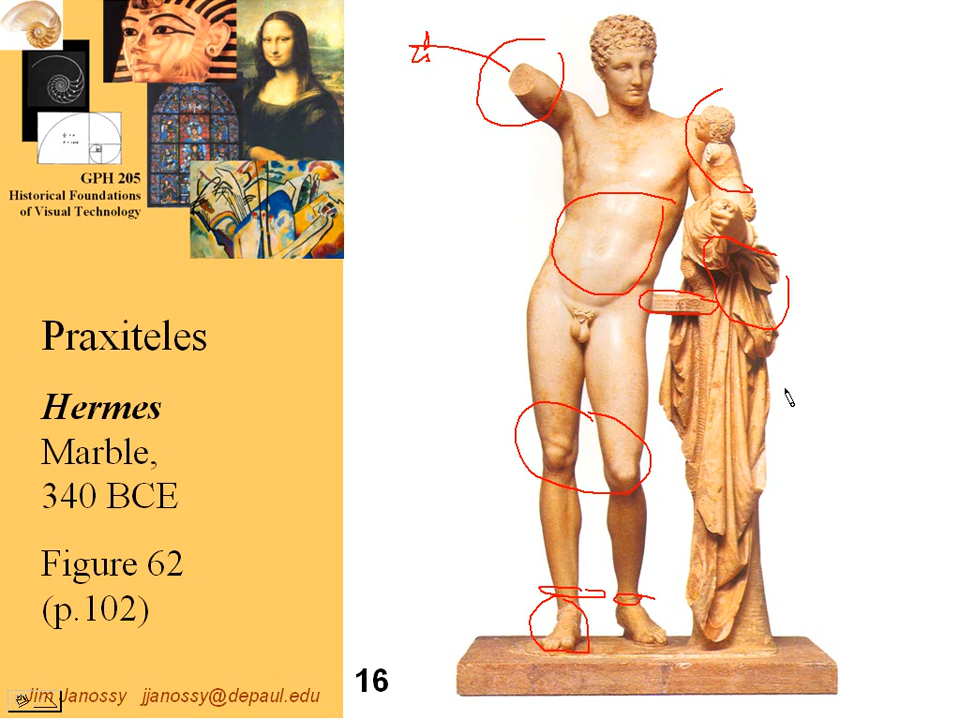 GPH 205
Historical Foundations
of Visual Technology
Praxiteles
Hermes
Marble,
340 BCE
Figure 62
(p.102)
Jim Janossy jjanossy@depaul.edu
16